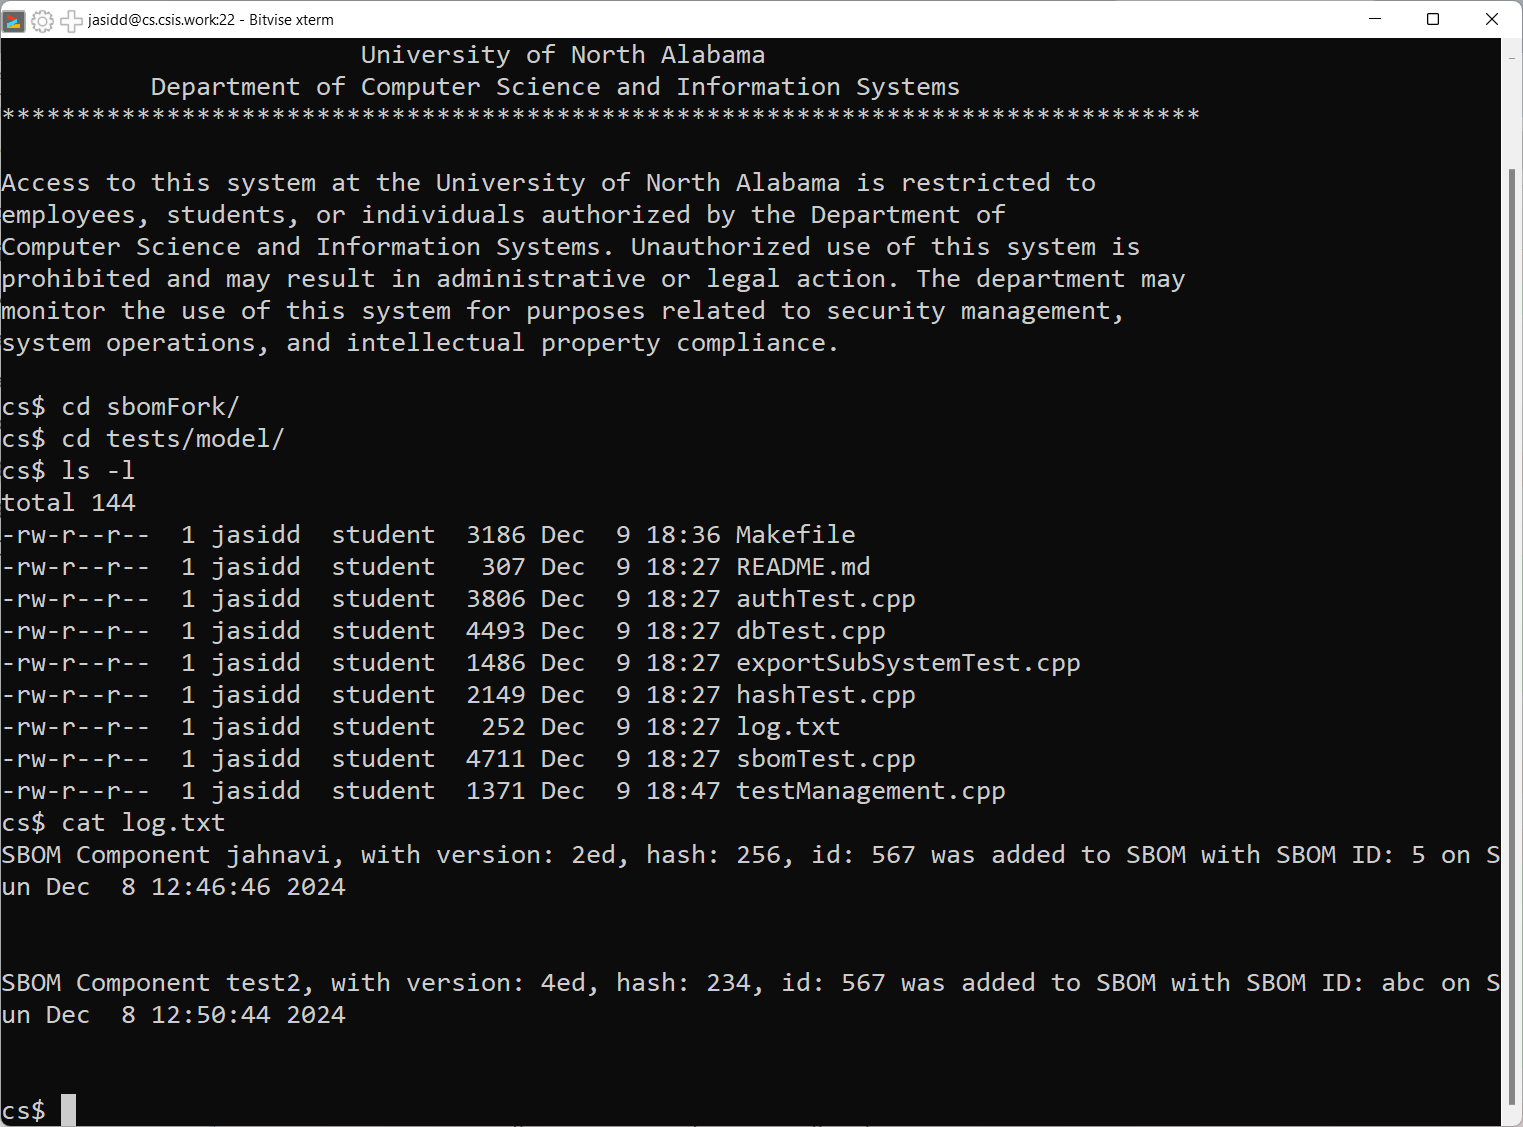 jasidd@cs.csis.work:22 - Bitvise xterm
University of North Alabama
Department of Computer Science and Information Systems
********************************************************************************
Access to this system at the University of North Alabama is restricted to
employees, students, or individuals authorized by the Department of
Computer Science and Information Systems. Unauthorized use of this system is
prohibited and may result in administrative or legal action. The department may
monitor the use of this system for purposes related to security management,
system operations, and intellectual property compliance.
cs$ cd sbomFork/
cs$ cd tests/model/
cs$ ls -l
total 144
-rw-r--r--  1 jasidd  student  3186 Dec  9 18:36 Makefile
-rw-r--r--  1 jasidd  student   307 Dec  9 18:27 README.md
-rw-r--r--  1 jasidd  student  3806 Dec  9 18:27 authTest.cpp
-rw-r--r--  1 jasidd  student  4493 Dec  9 18:27 dbTest.cpp
-rw-r--r--  1 jasidd  student  1486 Dec  9 18:27 exportSubSystemTest.cpp
-rw-r--r--  1 jasidd  student  2149 Dec  9 18:27 hashTest.cpp
-rw-r--r--  1 jasidd  student   252 Dec  9 18:27 log.txt
-rw-r--r--  1 jasidd  student  4711 Dec  9 18:27 sbomTest.cpp
-rw-r--r--  1 jasidd  student  1371 Dec  9 18:47 testManagement.cpp
cs$ cat log.txt
SBOM Component jahnavi, with version: 2ed, hash: 256, id: 567 was added to SBOM with SBOM ID: 5 on S
un Dec  8 12:46:46 2024
SBOM Component test2, with version: 4ed, hash: 234, id: 567 was added to SBOM with SBOM ID: abc on S
un Dec  8 12:50:44 2024
cs$